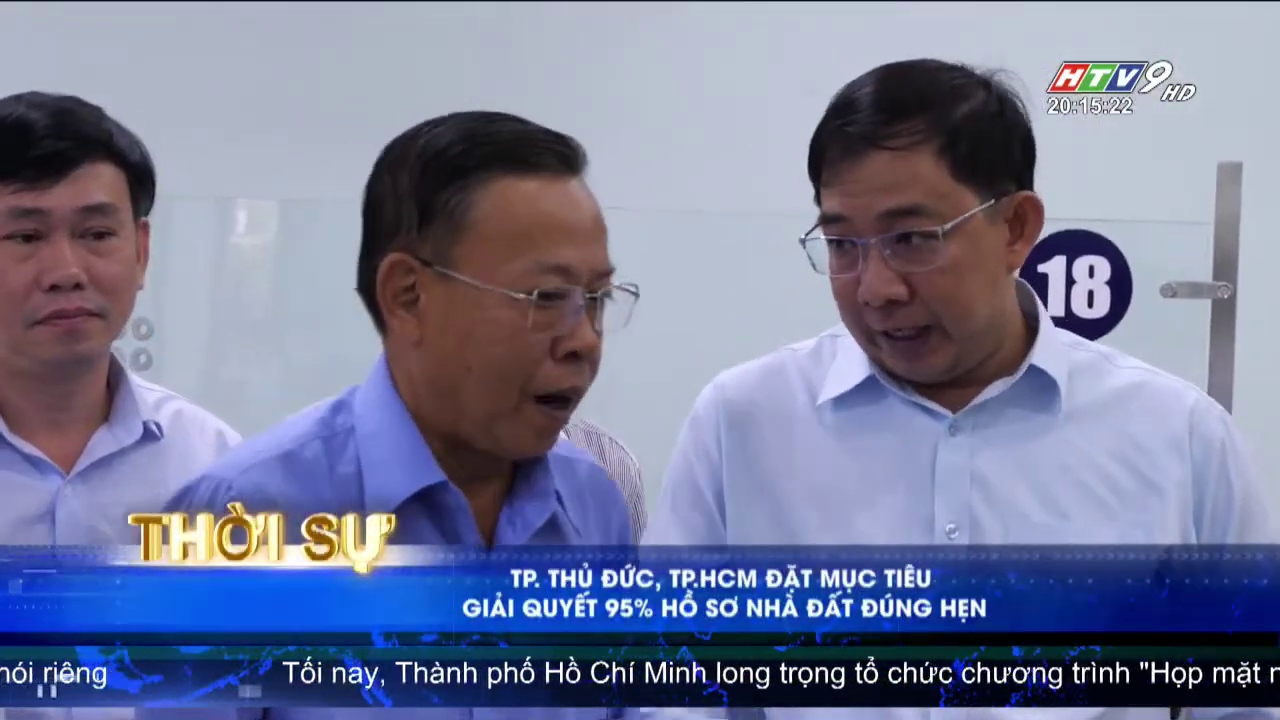 HTV9 HD
20:15:22
18
THỜI SỰ
TP. THỦ ĐỨC, TP.HCM ĐẶT MỤC TIÊU
GIẢI QUYẾT 95% HỒ SƠ NHÀ ĐẤT ĐÚNG HẸN
nói riêng Tối nay, Thành phố Hồ Chí Minh long trọng tổ chức chương trình "Họp mặt